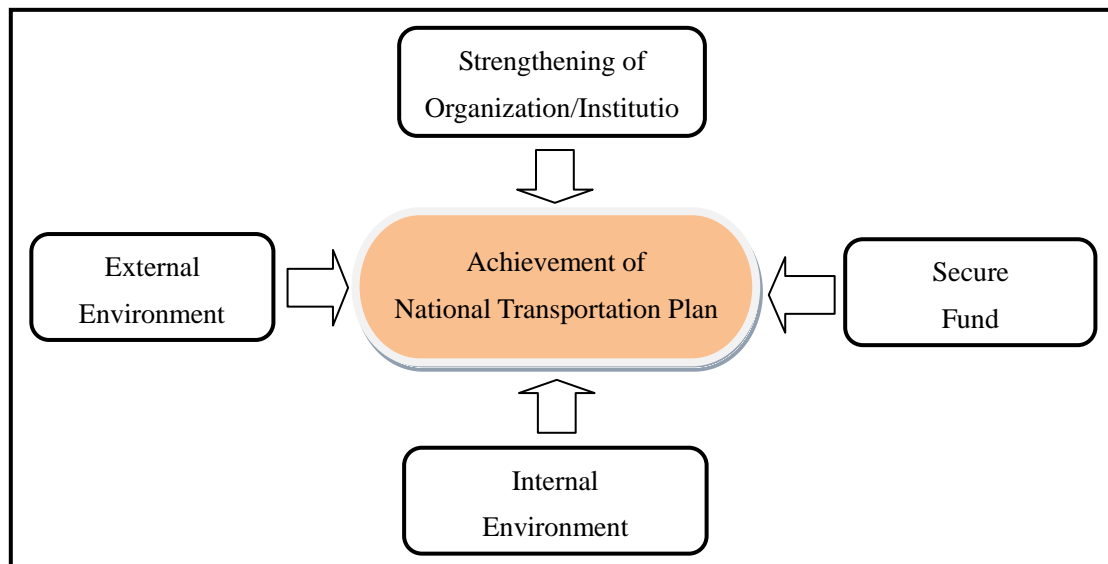 Strengthening of
Organization/Institutio
External
Environment
Achievement of
National Transportation Plan
Secure
Fund
Internal
Environment